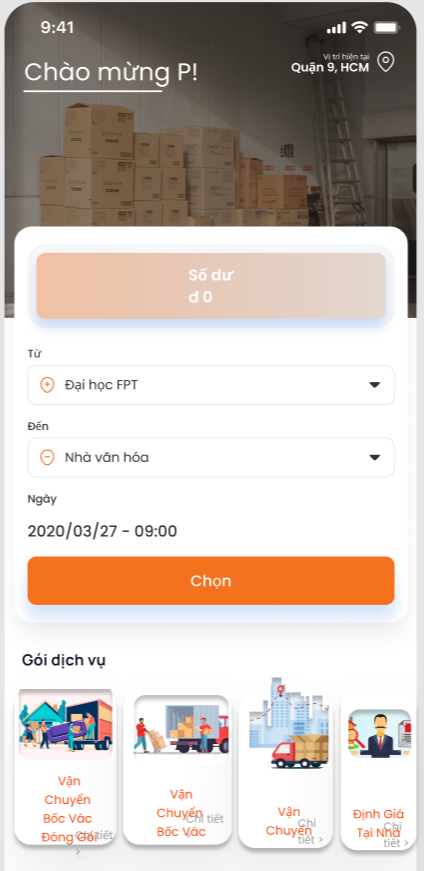 9:41
Chào mừng P!
Vị trí hiện tại
Quận 9, HCM
Số dư
đ 0
Từ
Đại học FPT
Đến
Nhà văn hóa
Ngày
2020/03/27 - 09:00
Chọn
Gói dịch vụ
Vận
Chuyển
Bốc Vác
Đóng Gói
Chi tiết
>
Vận
Chuyển
Bốc Vác
Chi tiết
Vận
Chuyển
Chi
tiết >
Định Giá
Tại Nhà
Chi
tiết >